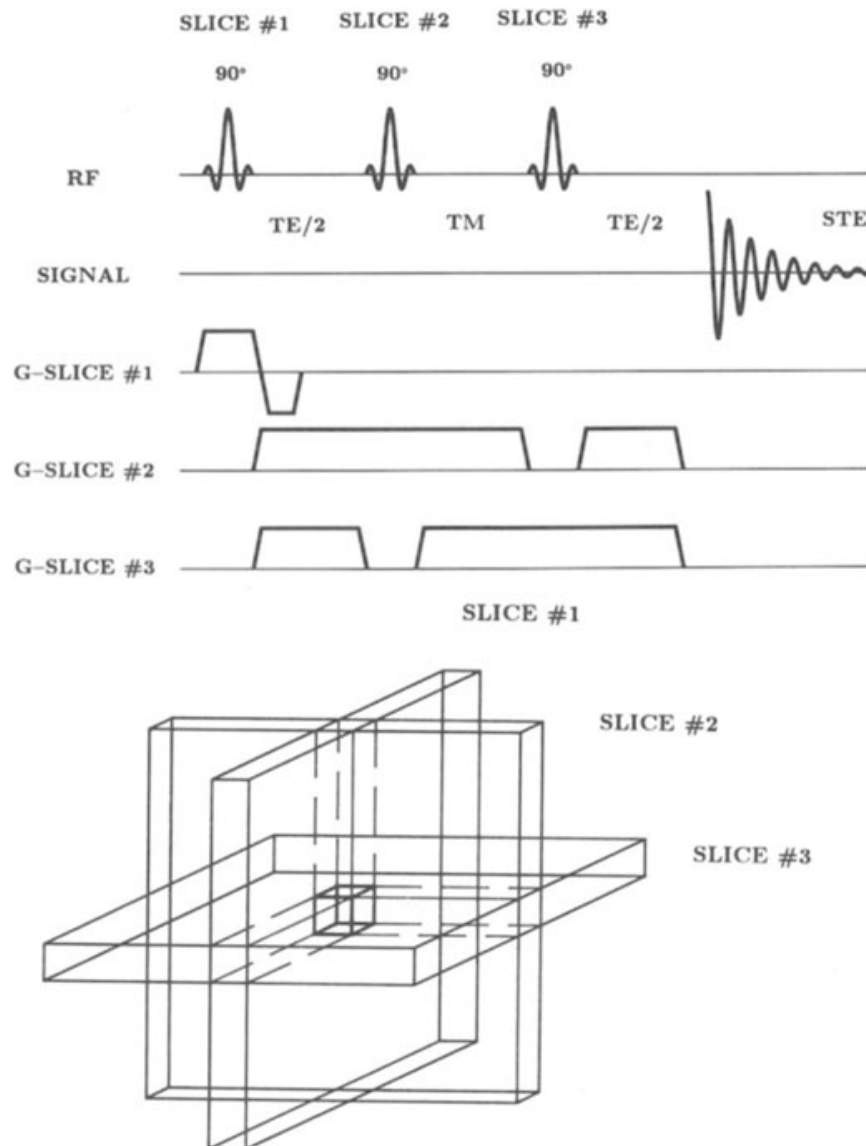 SLICE #1 SLICE #2 SLICE #3
90° 90° 90°
RF
TE/2 TM TE/2 STE
SIGNAL
G–SLICE #1
G–SLICE #2
G–SLICE #3
SLICE #1
SLICE #2
SLICE #3